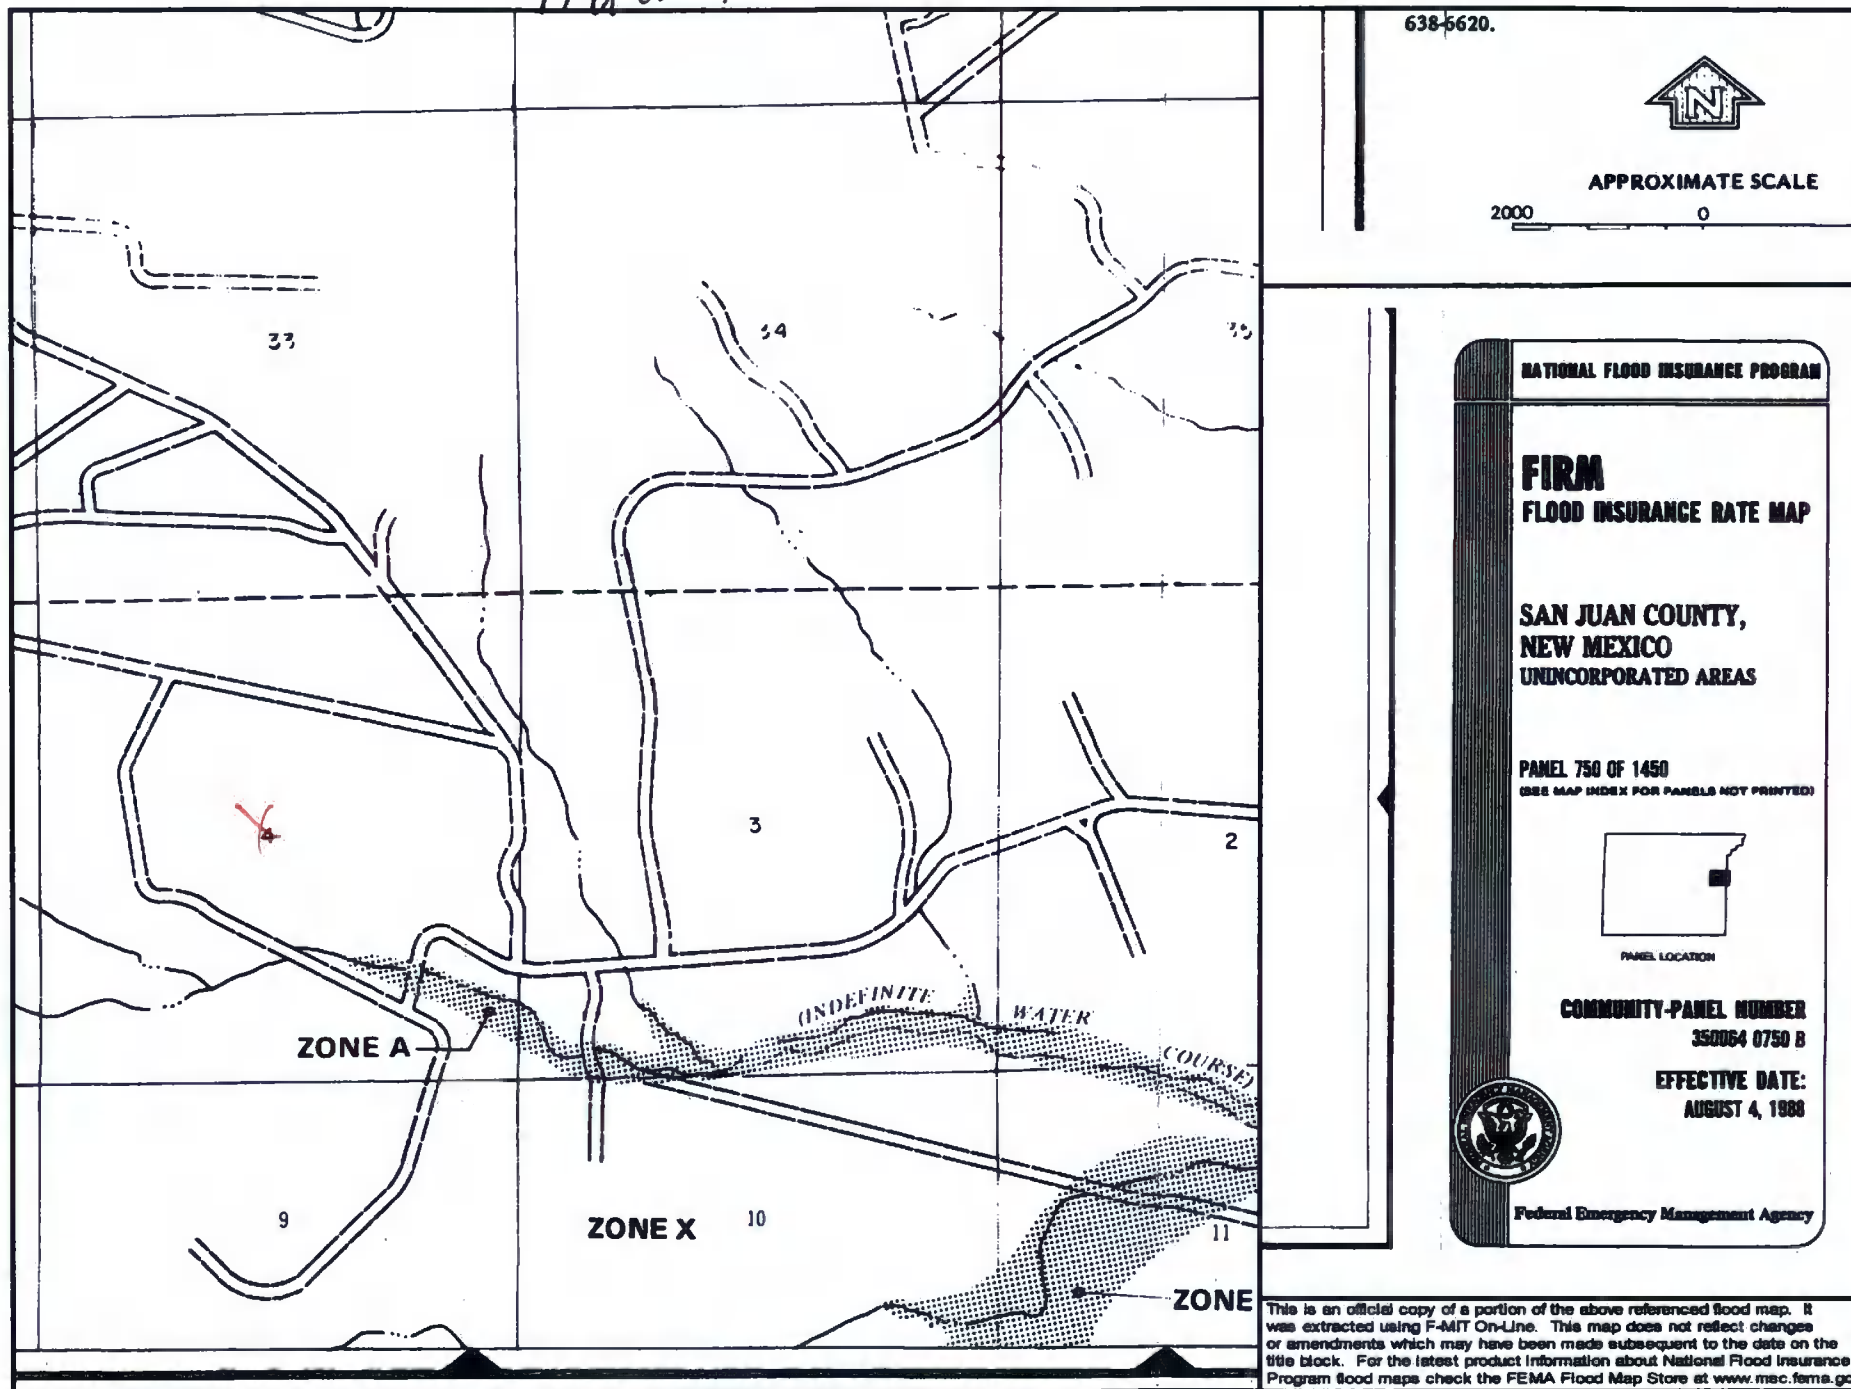 638-6620.
N
APPROXIMATE SCALE
2000 0
33
34
35
NATIONAL FLOOD INSURANCE PROGRAM
FIRM
FLOOD INSURANCE RATE MAP
SAN JUAN COUNTY,
NEW MEXICO
UNINCORPORATED AREAS
PANEL 750 OF 1450
(SEE MAP INDEX FOR PANELS NOT PRINTED)
4
3
2
PANEL LOCATION
(INDEFINITE WATER COURSE)
ZONE A
COMMUNITY-PANEL NUMBER
350064 0750 B
EFFECTIVE DATE:
AUGUST 4, 1988
Federal Emergency Management Agency
9
ZONE X
10
11
ZONE
This is an official copy of a portion of the above referenced flood map. It
was extracted using F-MIT On-Line. This map does not reflect changes
or amendments which may have been made subsequent to the date on the
title block. For the latest product information about National Flood Insurance
Program flood maps check the FEMA Flood Map Store at www.msc.fema.go